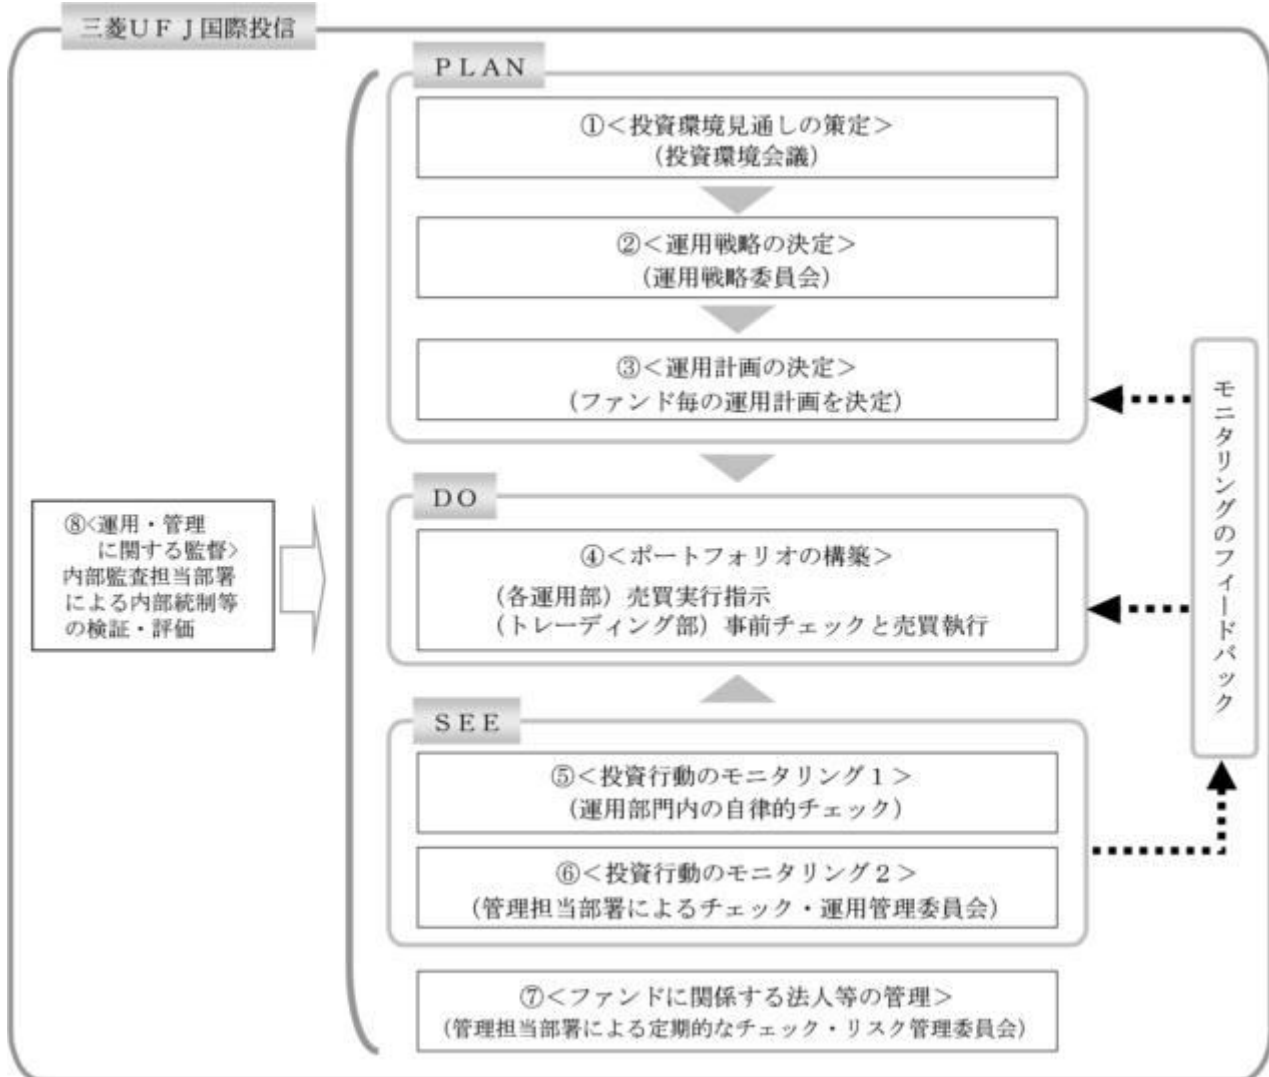 三菱ＵＦＪ国際投信
ＰＬＡＮ
①＜投資環境見通しの策定＞
（投資環境会議）
②＜運用戦略の決定＞
（運用戦略委員会）
③＜運用計画の決定＞
（ファンド毎の運用計画を決定）
ＤＯ
④＜ポートフォリオの構築＞
（各運用部）売買実行指示
（トレーディング部）事前チェックと売買執行
ＳＥＥ
⑤＜投資行動のモニタリング１＞
（運用部門内の自律的チェック）
⑥＜投資行動のモニタリング２＞
（管理担当部署によるチェック・運用管理委員会）
⑦＜ファンドに関係する法人等の管理＞
（管理担当部署による定期的なチェック・リスク管理委員会）
⑧<運用・管理
に関する監督>
内部監査担当部署
による内部統制等
の検証・評価
モニタリングのフィードバック